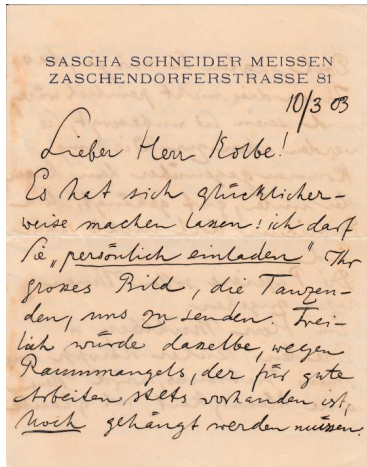 SASCHA SCHNEIDER MEISSEN
ZASCHENDORFERSTRASSE 81
10/3 03
Lieber Herr Kolbe!
Es hat sich glücklicher-
weise machen lassen! ich darf
Sie „persönlich einladen" Ihr
großes Bild, die Tanzen-
den, uns zu senden. Frei-
lich würde daselbe, wegen
Raummangels, der für gute
Arbeiten stets vorhanden ist,
hoch gehängt werden müssen.